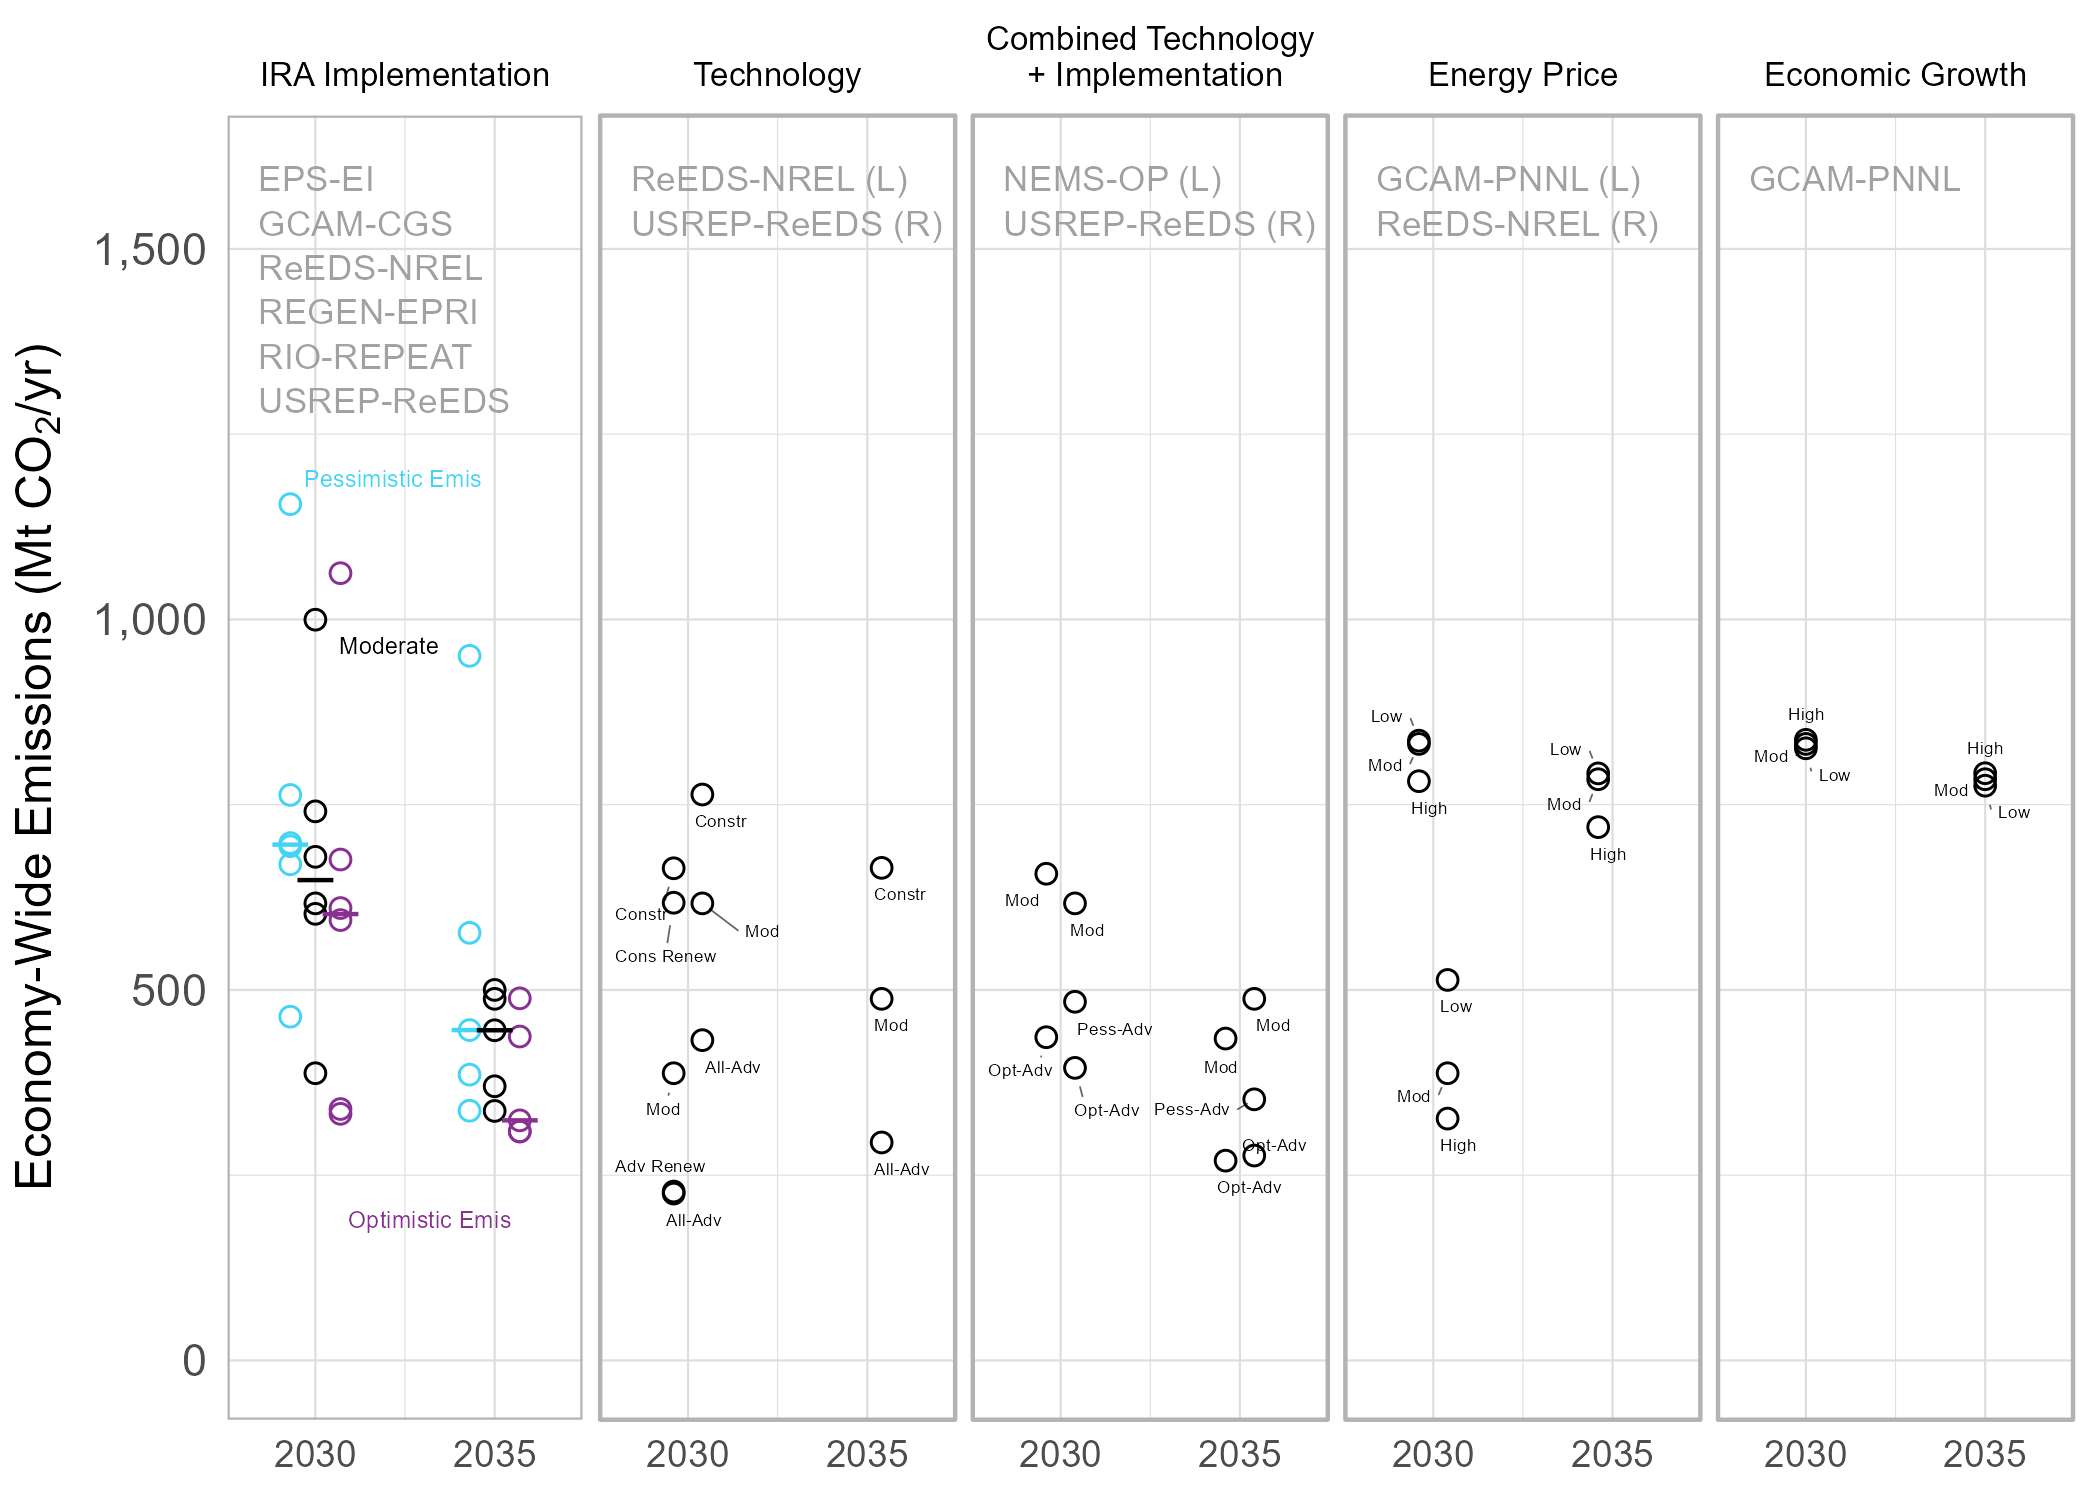 Combined Technology
IRA Implementation
Technology
+ Implementation
Energy Price
Economic Growth
Economy-Wide Emissions (Mt CO₂/yr)
1,500
1,000
500
0
EPS-EI
GCAM-CGS
ReEDS-NREL
REGEN-EPRI
RIO-REPEAT
USREP-ReEDS
Pessimistic Emis
Moderate
Optimistic Emis
2030
2035
ReEDS-NREL (L)
USREP-ReEDS (R)
Constr
Constr
Constr
Mod
Cons Renew
Mod
All-Adv
Mod
Adv Renew
All-Adv
All-Adv
2030
2035
NEMS-OP (L)
USREP-ReEDS (R)
Mod
Mod
Pess-Adv
Mod
Opt-Adv
Mod
Opt-Adv
Pess-Adv
Opt-Adv
Opt-Adv
2030
2035
GCAM-PNNL (L)
ReEDS-NREL (R)
Low
Low
Mod
Mod
High
High
Low
Mod
High
2030
2035
GCAM-PNNL
High
High
Mod
Low
Mod
Low
2030
2035